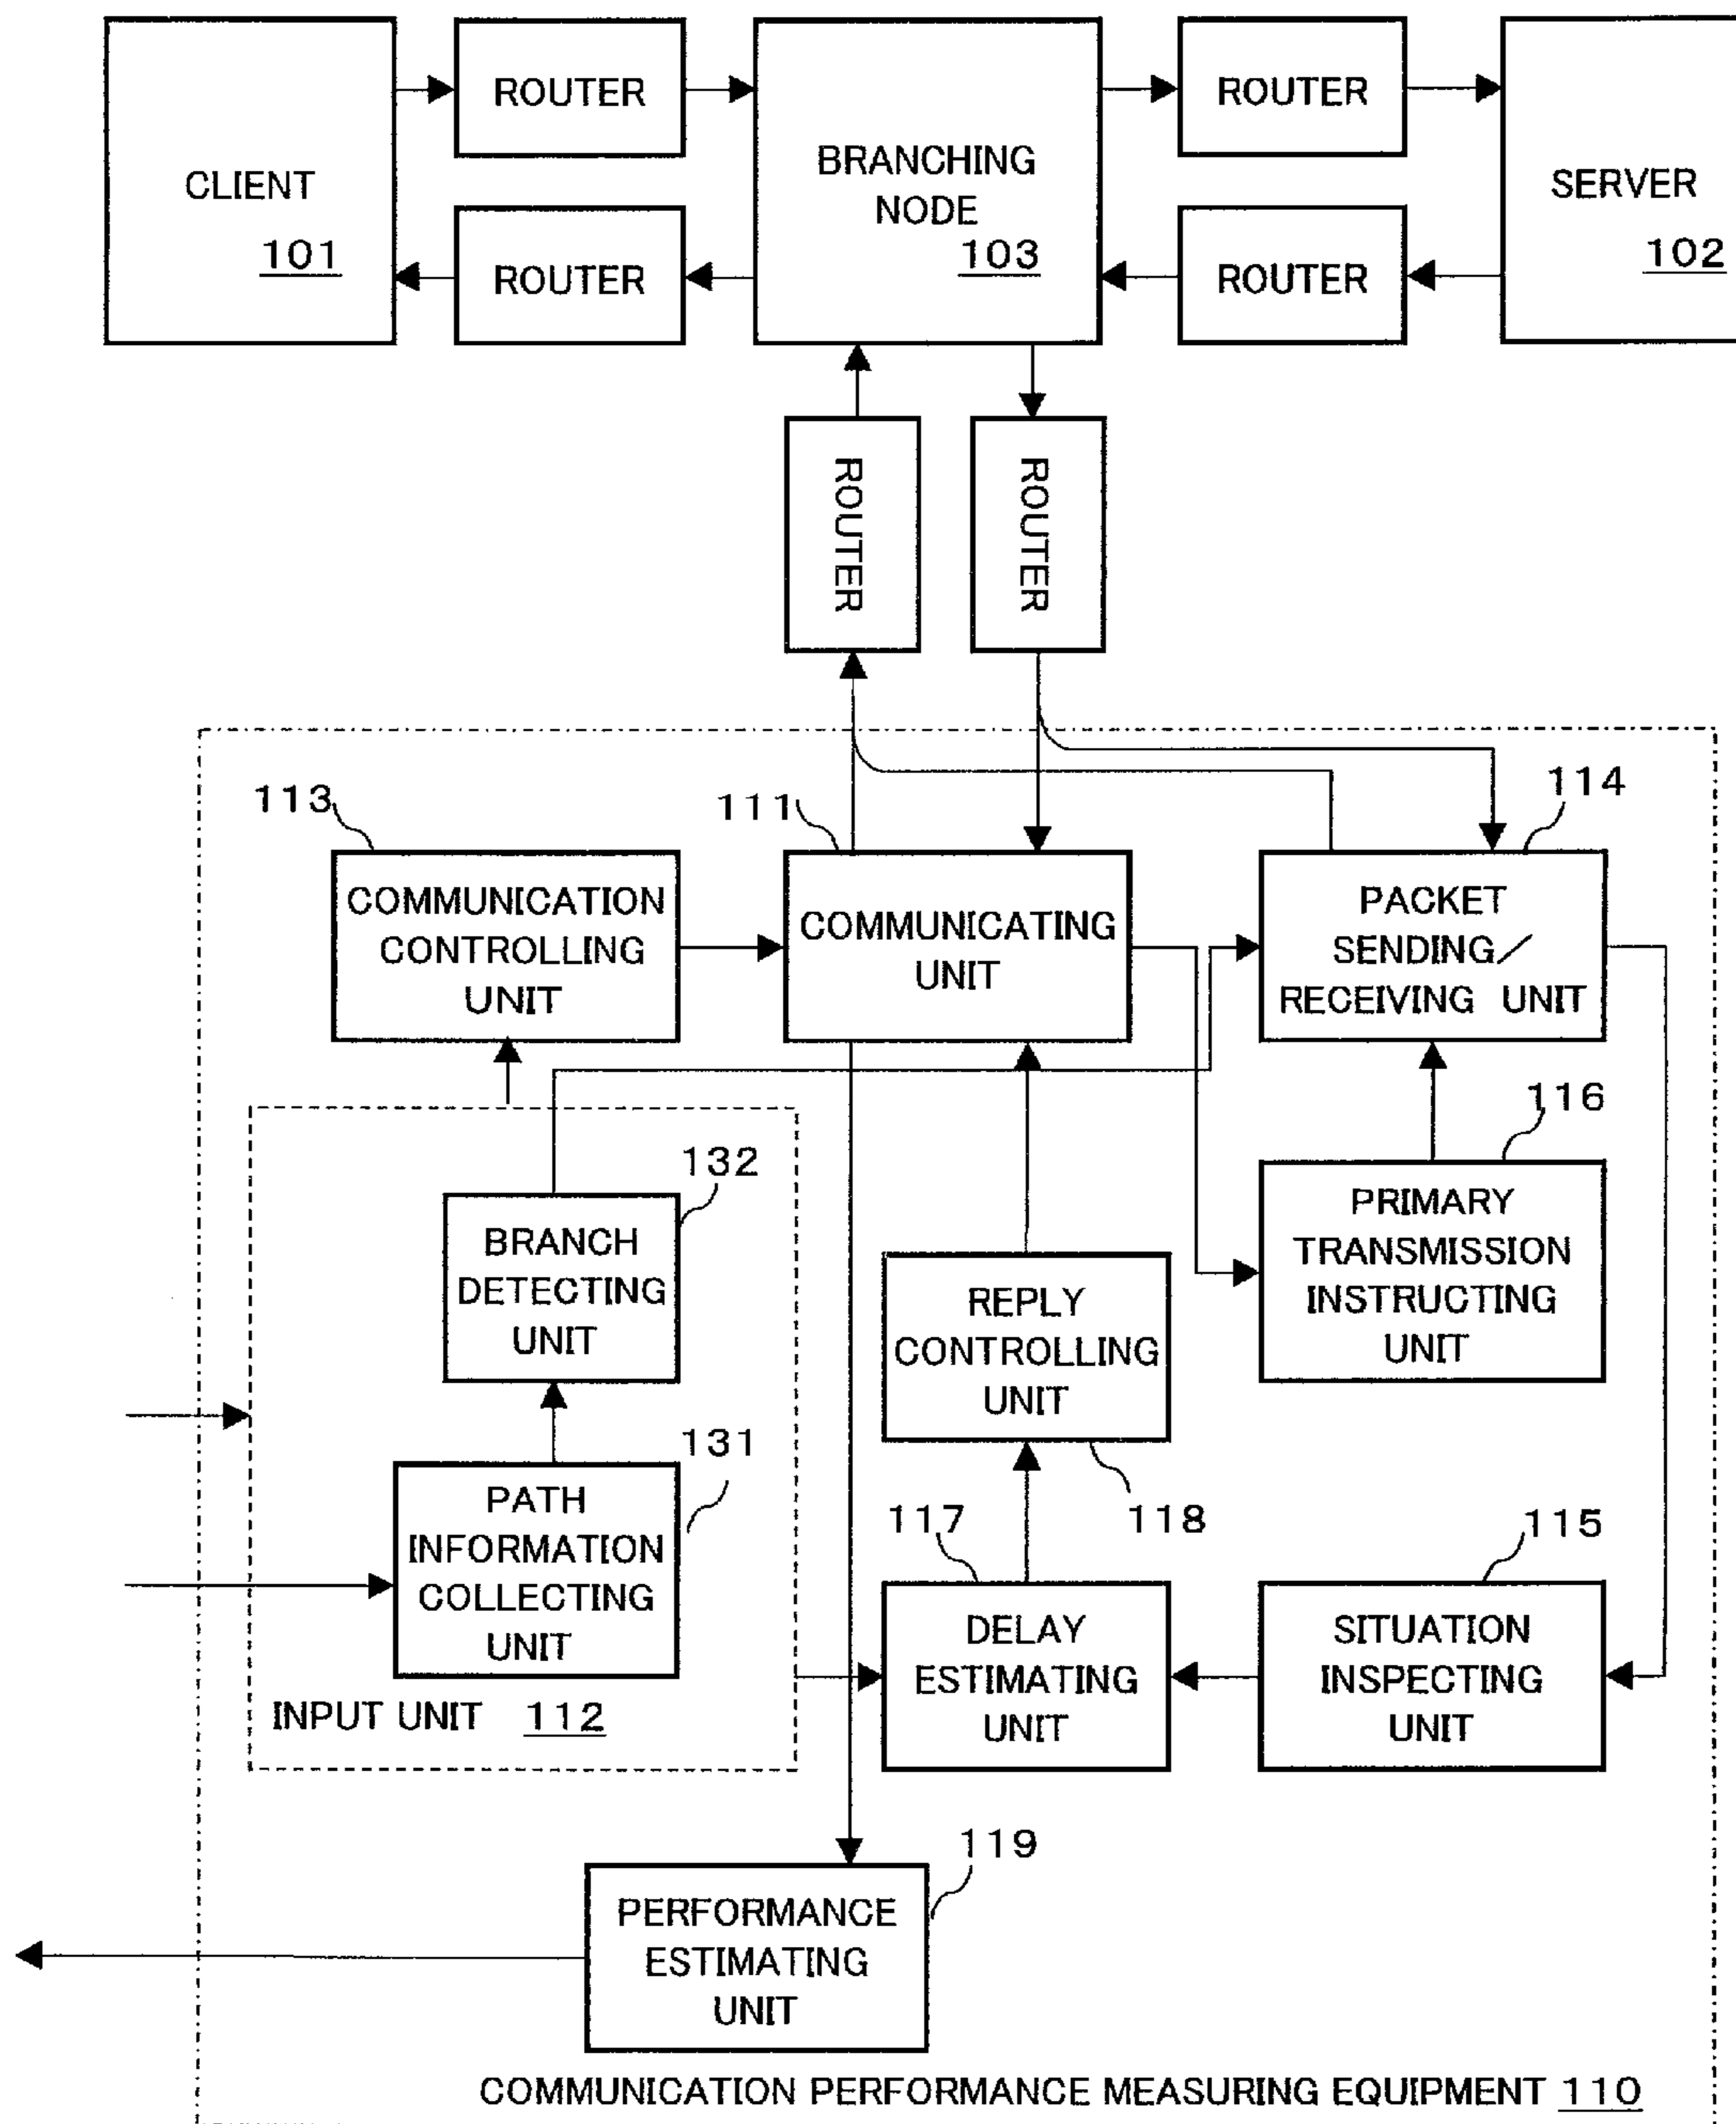 ROUTER
ROUTER
CLIENT
101
BRANCHING
NODE
103
SERVER
102
ROUTER
ROUTER
ROUTER
ROUTER
113
111
114
COMMUNICATION
CONTROLLING
UNIT
COMMUNICATING
UNIT
PACKET
SENDING/
RECEIVING UNIT
132
116
BRANCH
DETECTING
UNIT
PRIMARY
TRANSMISSION
INSTRUCTING
UNIT
REPLY
CONTROLLING
UNIT
131
118
117
115
PATH
INFORMATION
COLLECTING
UNIT
DELAY
ESTIMATING
UNIT
SITUATION
INSPECTING
UNIT
INPUT UNIT 112
119
PERFORMANCE
ESTIMATING
UNIT
COMMUNICATION PERFORMANCE MEASURING EQUIPMENT 110